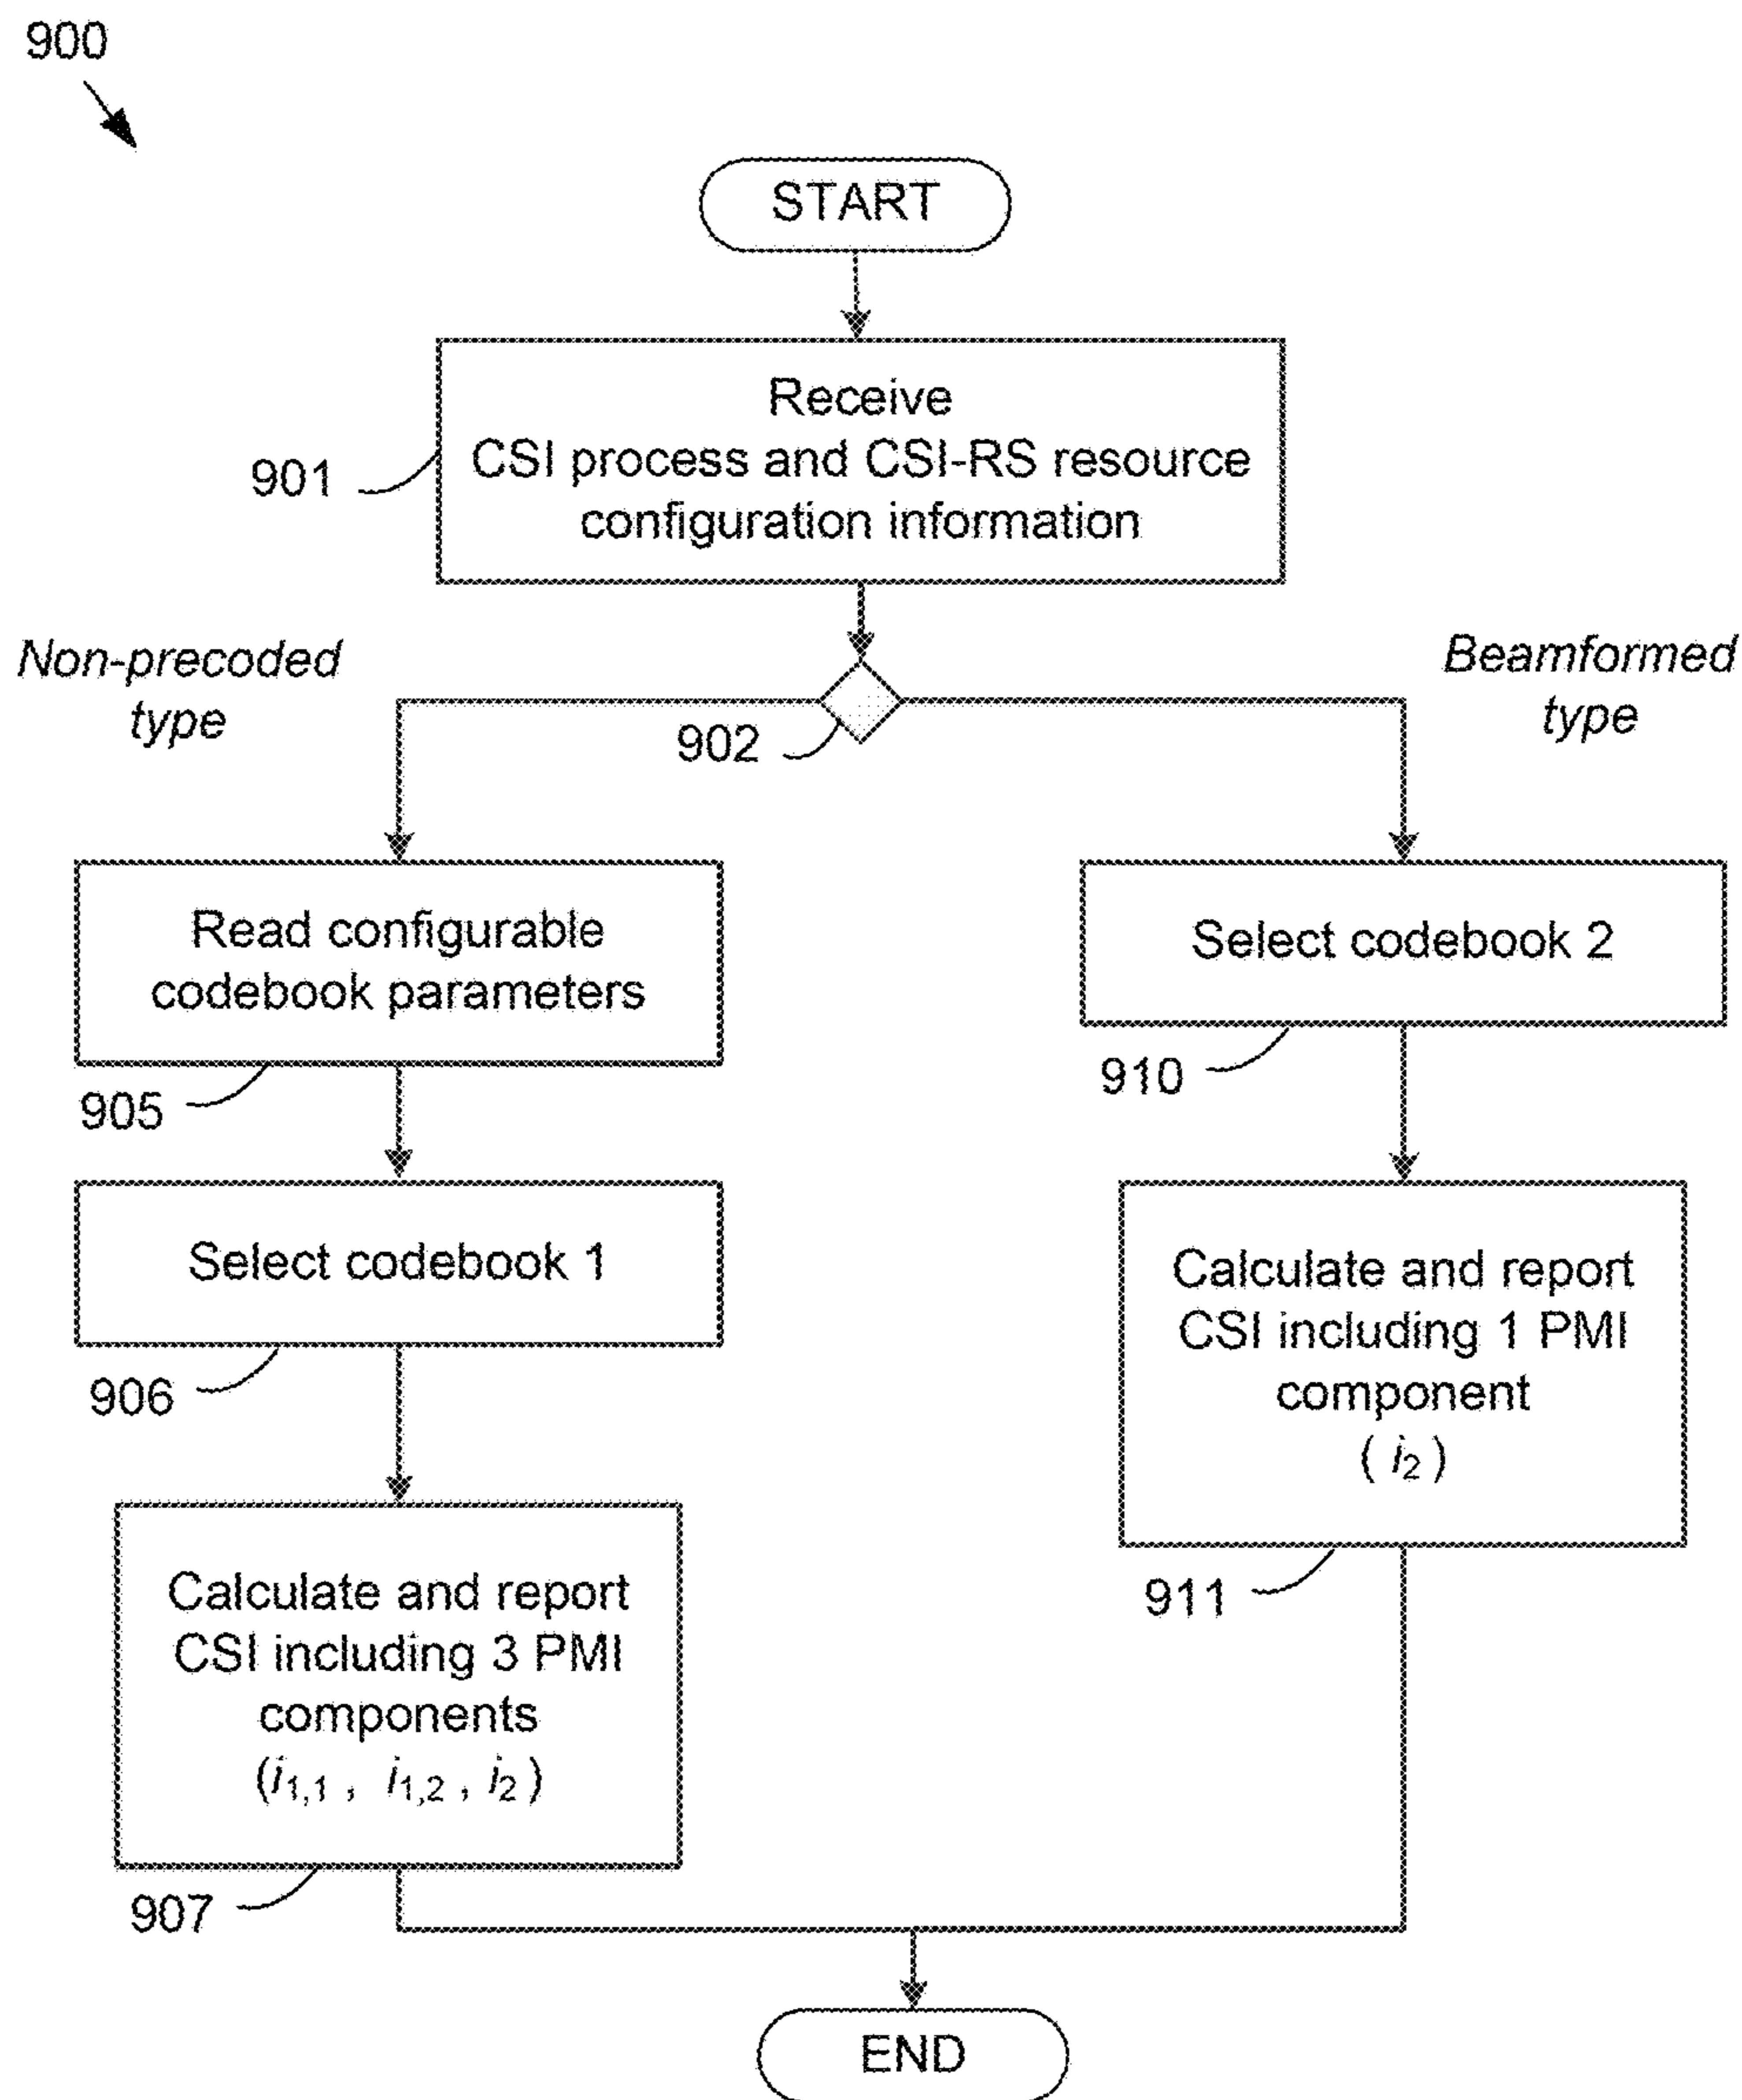 900
START
Receive
CSI process and CSI-RS resource
configuration information
901
Non-precoded
type
Beamformed
type
902
Read configurable
codebook parameters
905
Select codebook 2
910
Select codebook 1
906
Calculate and report
CSI including 1 PMI
component
( i2 )
911
Calculate and report
CSI including 3 PMI
components
(i1,1 , i1,2 , i2 )
907
END